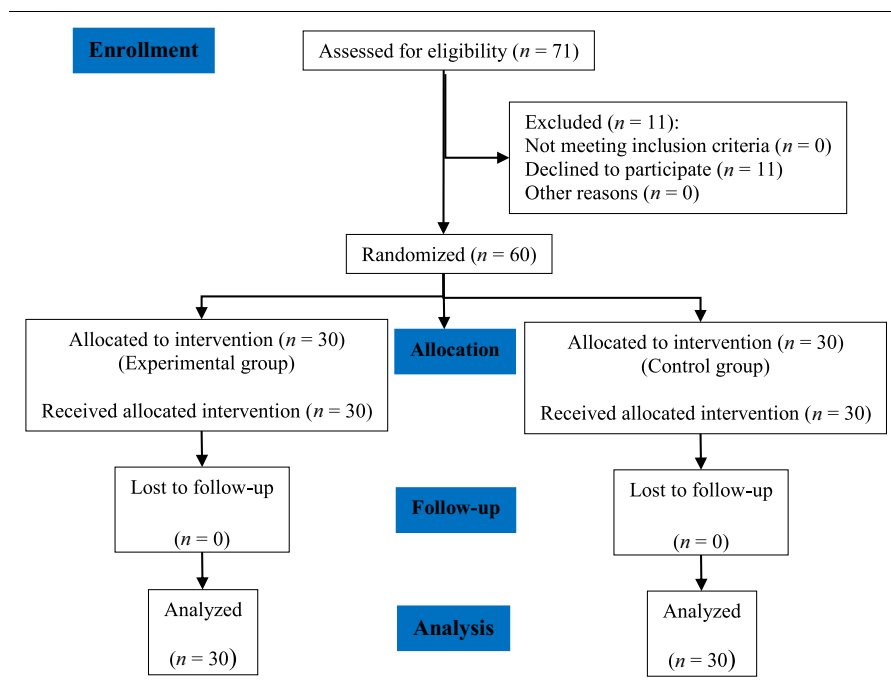 Enrollment
Assessed for eligibility (n = 71)
Excluded (n = 11):
Not meeting inclusion criteria (n = 0)
Declined to participate (n = 11)
Other reasons (n = 0)
Randomized (n = 60)
Allocated to intervention (n = 30)
(Experimental group)
Received allocated intervention (n = 30)
Allocation
Allocated to intervention (n = 30)
(Control group)
Received allocated intervention (n = 30)
Lost to follow-up
(n = 0)
Follow-up
Lost to follow-up
(n = 0)
Analyzed
(n = 30)
Analysis
Analyzed
(n = 30)